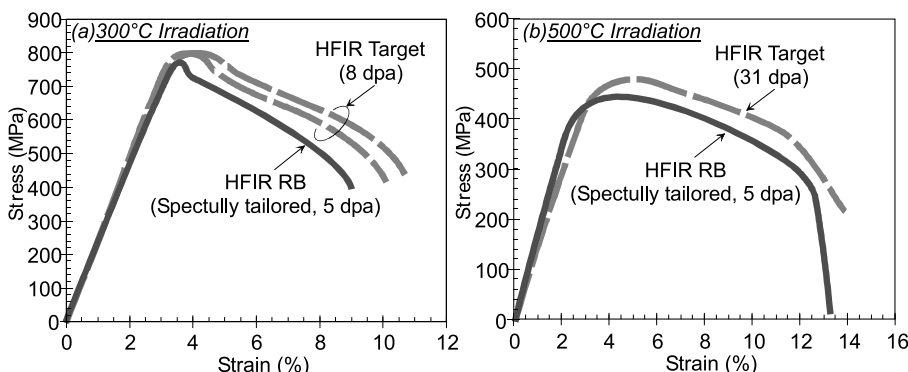 (a)300°C Irradiation
HFIR Target
(8 dpa)
HFIR RB
(Spectully tailored, 5 dpa)
Stress (MPa)
900
800
700
600
500
400
300
200
100
0
0 2 4 6 8 10 12
Strain (%)
(b)500°C Irradiation
HFIR Target
(31 dpa)
HFIR RB
(Spectully tailored, 5 dpa)
Stress (MPa)
600
500
400
300
200
100
0
0 2 4 6 8 10 12 14 16
Strain (%)